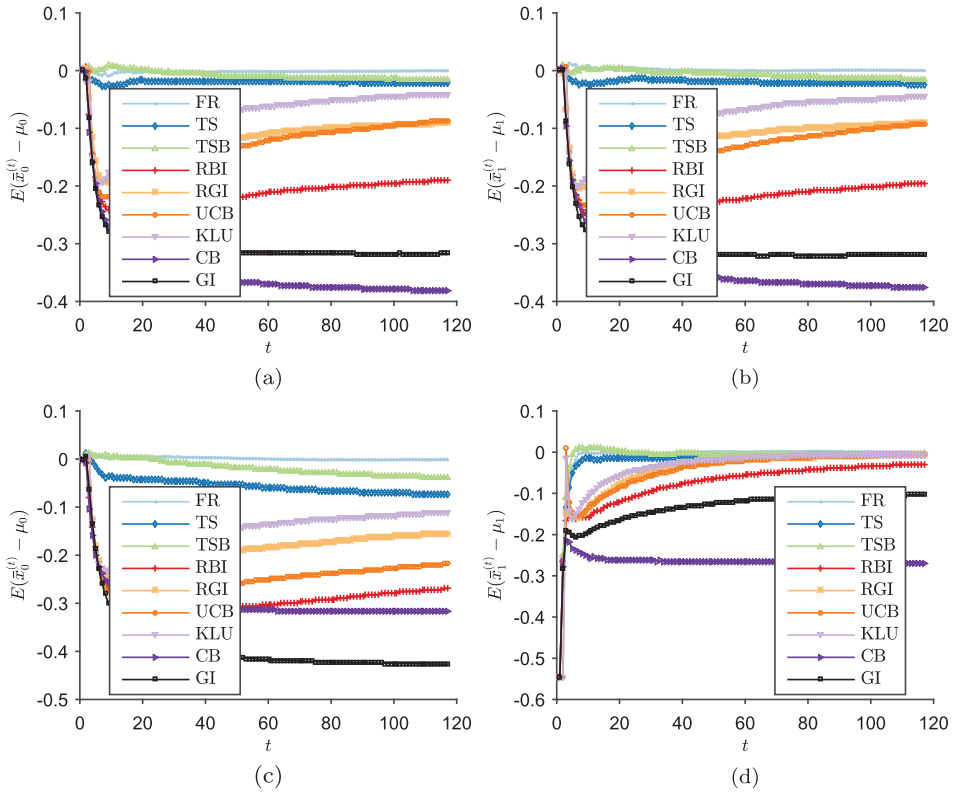 0.1
0
-0.1
-0.2
-0.3
-0.4
E(x̄₀⁽ᵗ⁾ − μ₀)
FR
TS
TSB
RBI
RGI
UCB
KLU
CB
GI
0 20 40 60 80 100 120
t
(a)
0.1
0
-0.1
-0.2
-0.3
-0.4
E(x̄₁⁽ᵗ⁾ − μ₁)
FR
TS
TSB
RBI
RGI
UCB
KLU
CB
GI
0 20 40 60 80 100 120
t
(b)
0.1
0
-0.1
-0.2
-0.3
-0.4
-0.5
E(x̄₀⁽ᵗ⁾ − μ₀)
FR
TS
TSB
RBI
RGI
UCB
KLU
CB
GI
0 20 40 60 80 100 120
t
(c)
0.1
0
-0.1
-0.2
-0.3
-0.4
-0.5
-0.6
E(x̄₁⁽ᵗ⁾ − μ₁)
FR
TS
TSB
RBI
RGI
UCB
KLU
CB
GI
0 20 40 60 80 100 120
t
(d)